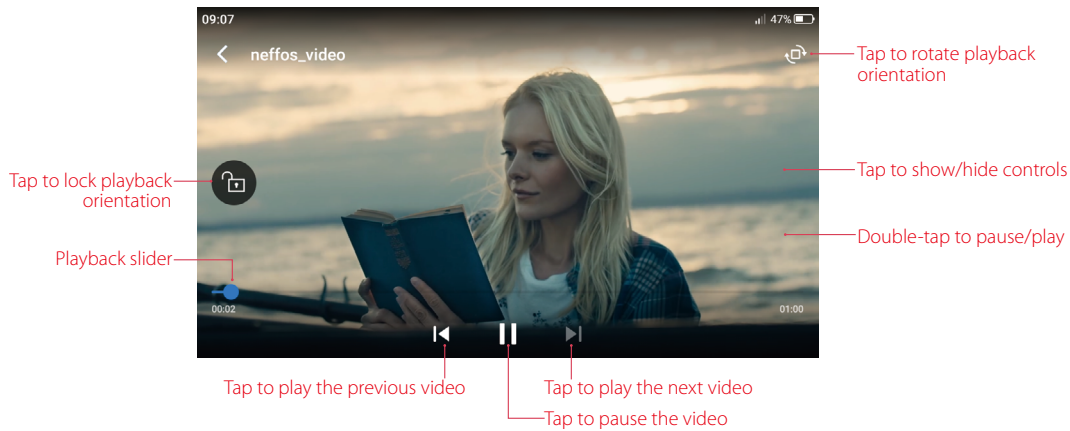 09:07
47%
neffos_video
Tap to rotate playback
orientation
Tap to lock playback
orientation
Tap to show/hide controls
Double-tap to pause/play
Playback slider
00:02
01:00
Tap to play the previous video
Tap to play the next video
Tap to pause the video